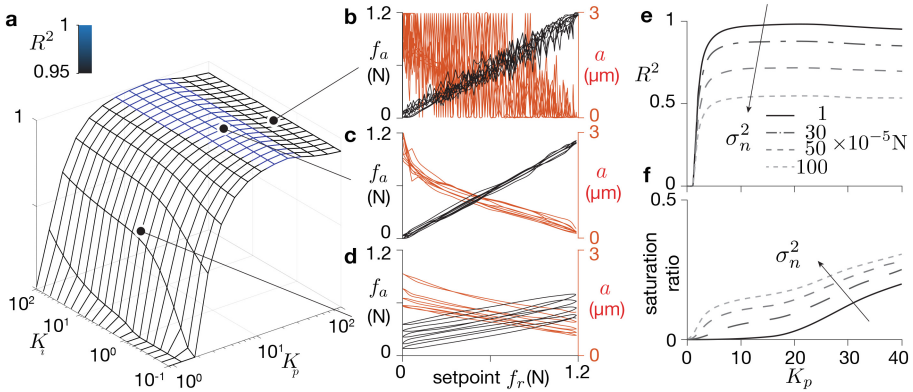 a
R²
1
0.95
1
10²
10¹
10⁰
10⁻¹
K_i
10⁰
10¹
10²
K_p
b
1.2
f_a
(N)
0
3
a
(µm)
0
c
1.2
f_a
(N)
0
3
a
(µm)
0
d
1.2
f_a
(N)
0
3
a
(µm)
0
0
1.2
setpoint f_r(N)
e
1
R²
0.5
0
σ_n²
1
30
50 ×10⁻⁵N
100
f
0.5
saturation
ratio
0
σ_n²
0 10 20 30 40
K_p